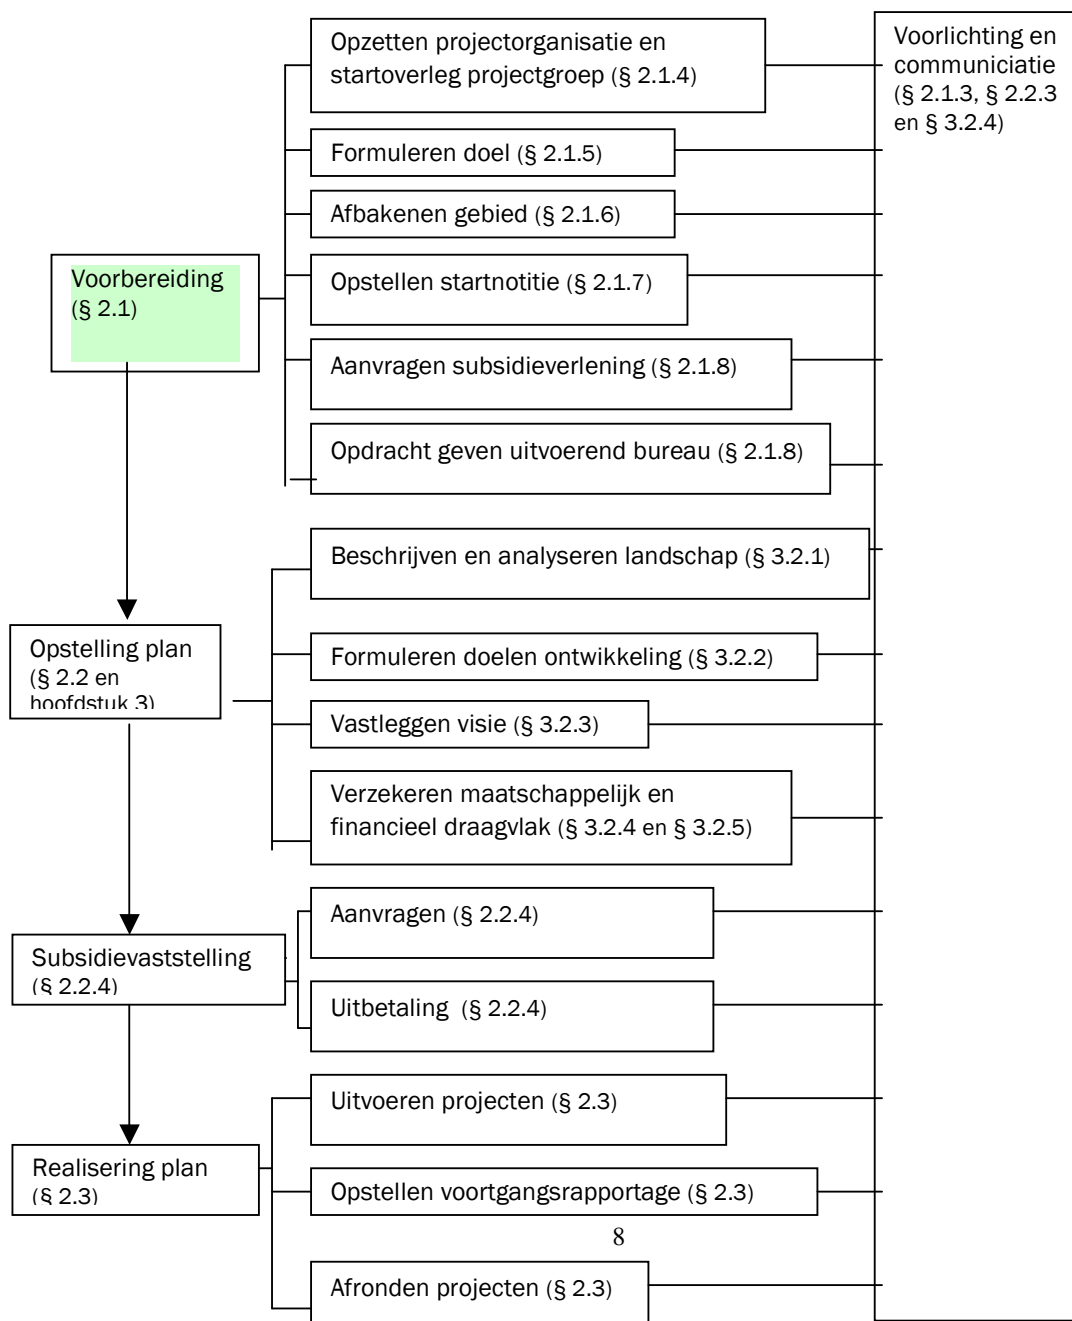 Opzetten projectorganisatie en
startoverleg projectgroep (§ 2.1.4)
Voorlichting en
communiciatie
(§ 2.1.3, § 2.2.3
en § 3.2.4)
Formuleren doel (§ 2.1.5)
Afbakenen gebied (§ 2.1.6)
Voorbereiding
(§ 2.1)
Opstellen startnotitie (§ 2.1.7)
Aanvragen subsidieverlening (§ 2.1.8)
Opdracht geven uitvoerend bureau (§ 2.1.8)
Beschrijven en analyseren landschap (§ 3.2.1)
Opstelling plan
(§ 2.2 en
hoofdstuk 3)
Formuleren doelen ontwikkeling (§ 3.2.2)
Vastleggen visie (§ 3.2.3)
Verzekeren maatschappelijk en
financieel draagvlak (§ 3.2.4 en § 3.2.5)
Aanvragen (§ 2.2.4)
Subsidievaststelling
(§ 2.2.4)
Uitbetaling (§ 2.2.4)
Uitvoeren projecten (§ 2.3)
Realisering plan
(§ 2.3)
Opstellen voortgangsrapportage (§ 2.3)
8
Afronden projecten (§ 2.3)